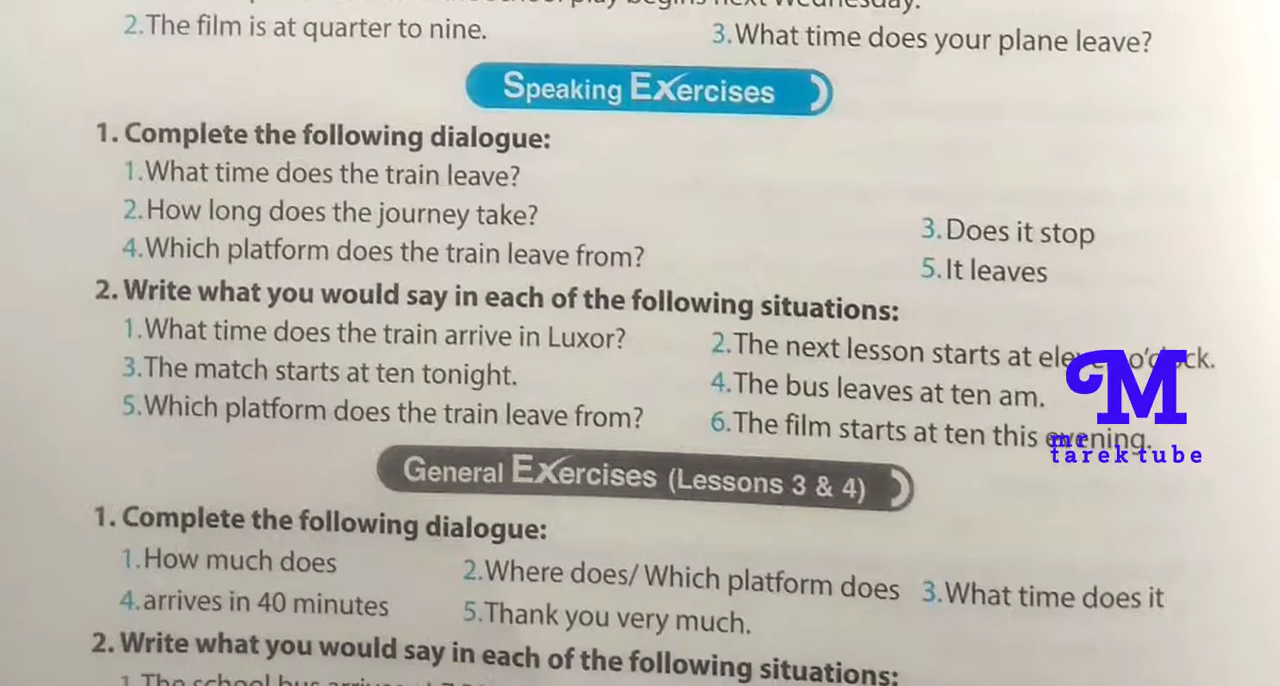 2.The film is at quarter to nine. 3.What time does your plane leave?
Speaking Exercises
1. Complete the following dialogue:
1.What time does the train leave?
2.How long does the journey take? 3.Does it stop
4.Which platform does the train leave from? 5.It leaves
2. Write what you would say in each of the following situations:
1.What time does the train arrive in Luxor? 2.The next lesson starts at eleven o'clock.
3.The match starts at ten tonight. 4.The bus leaves at ten am.
5.Which platform does the train leave from? 6.The film starts at ten this evening.
M
mr
tarek tube
General Exercises (Lessons 3 & 4)
1. Complete the following dialogue:
1.How much does 2.Where does/ Which platform does 3.What time does it
4.arrives in 40 minutes 5.Thank you very much.
2. Write what you would say in each of the following situations:
1.The school bus